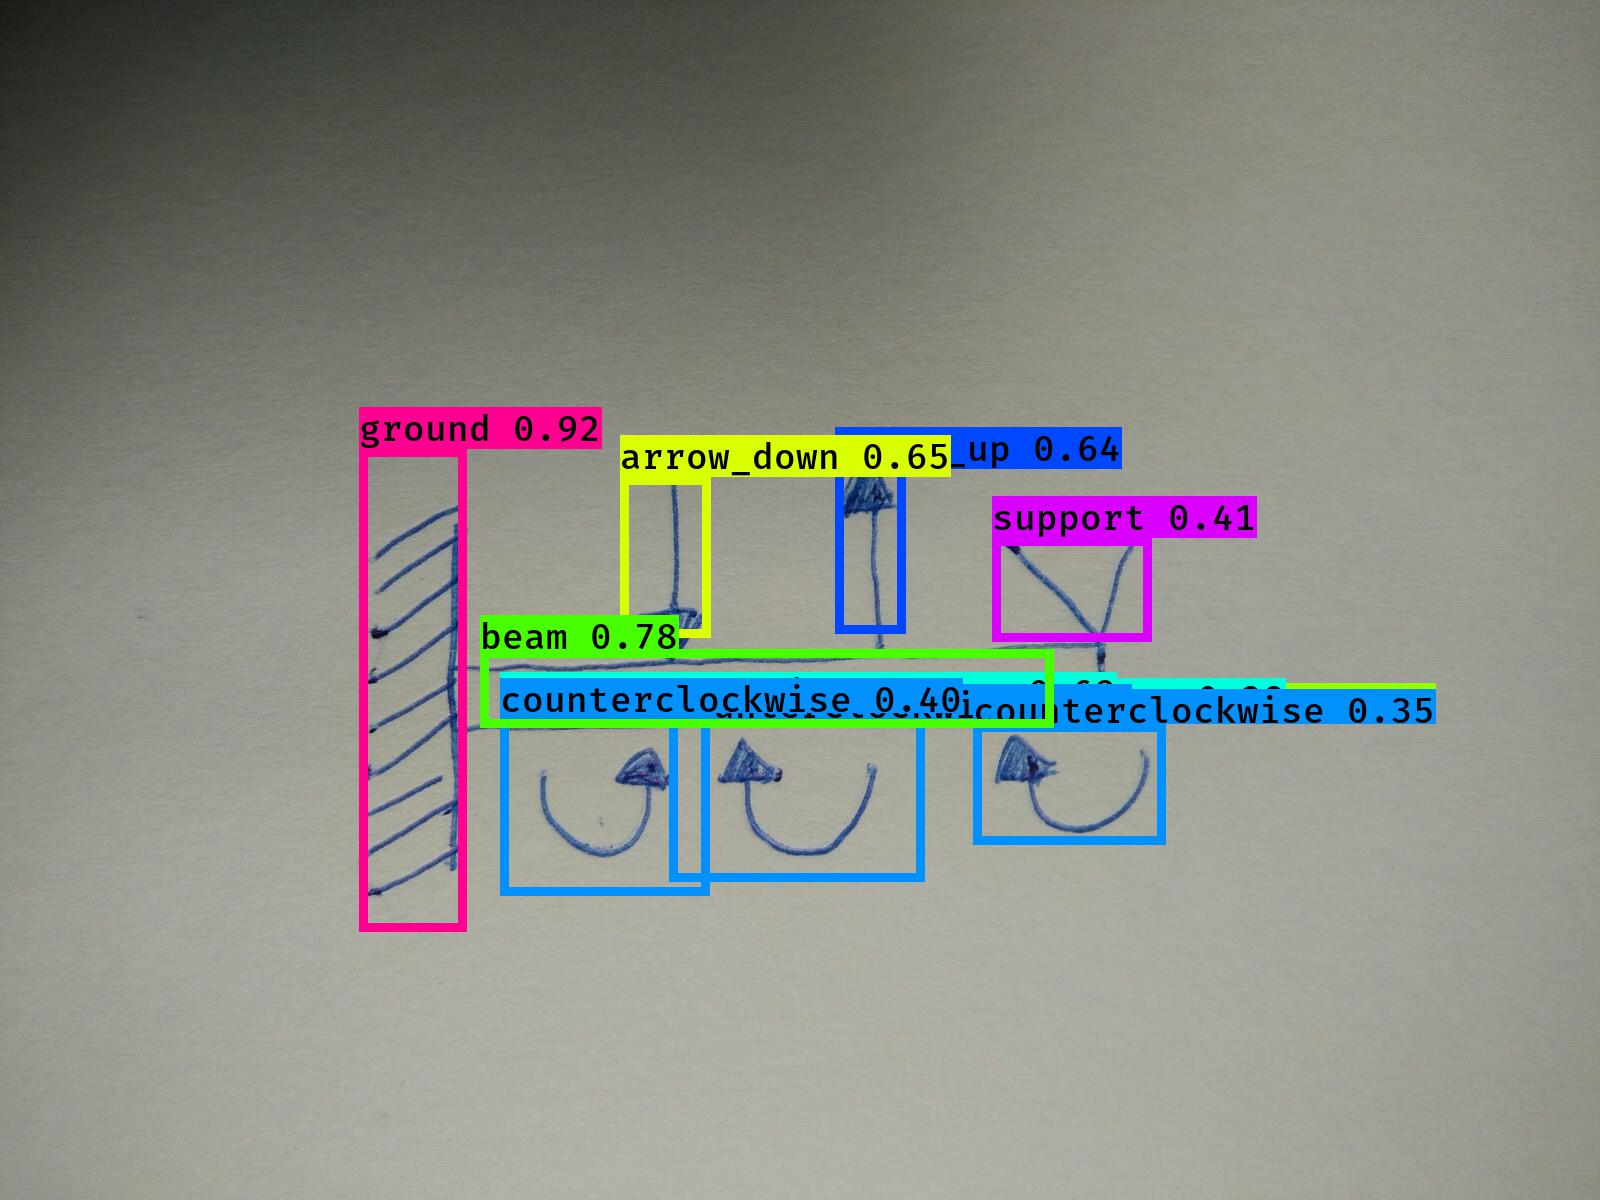 ground 0.92
_up 0.64
arrow_down 0.65
support 0.41
beam 0.78
counterclockwise 0.40
counterclockwise 0.35